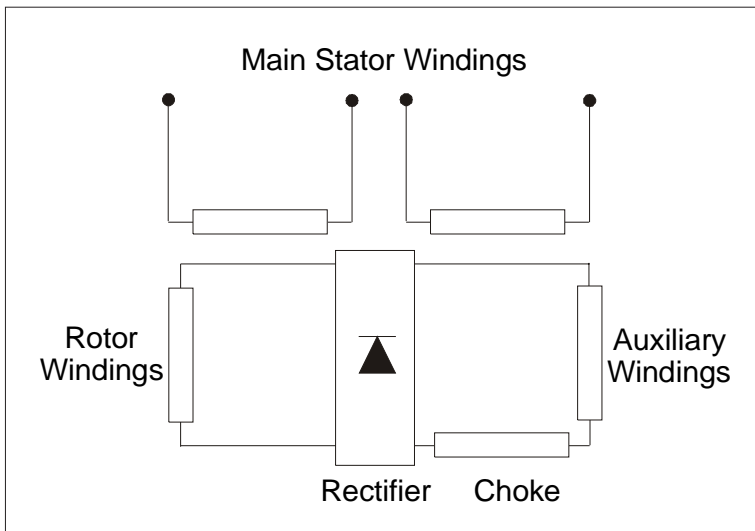 Main Stator Windings
Rotor
Windings
Auxiliary
Windings
Rectifier
Choke